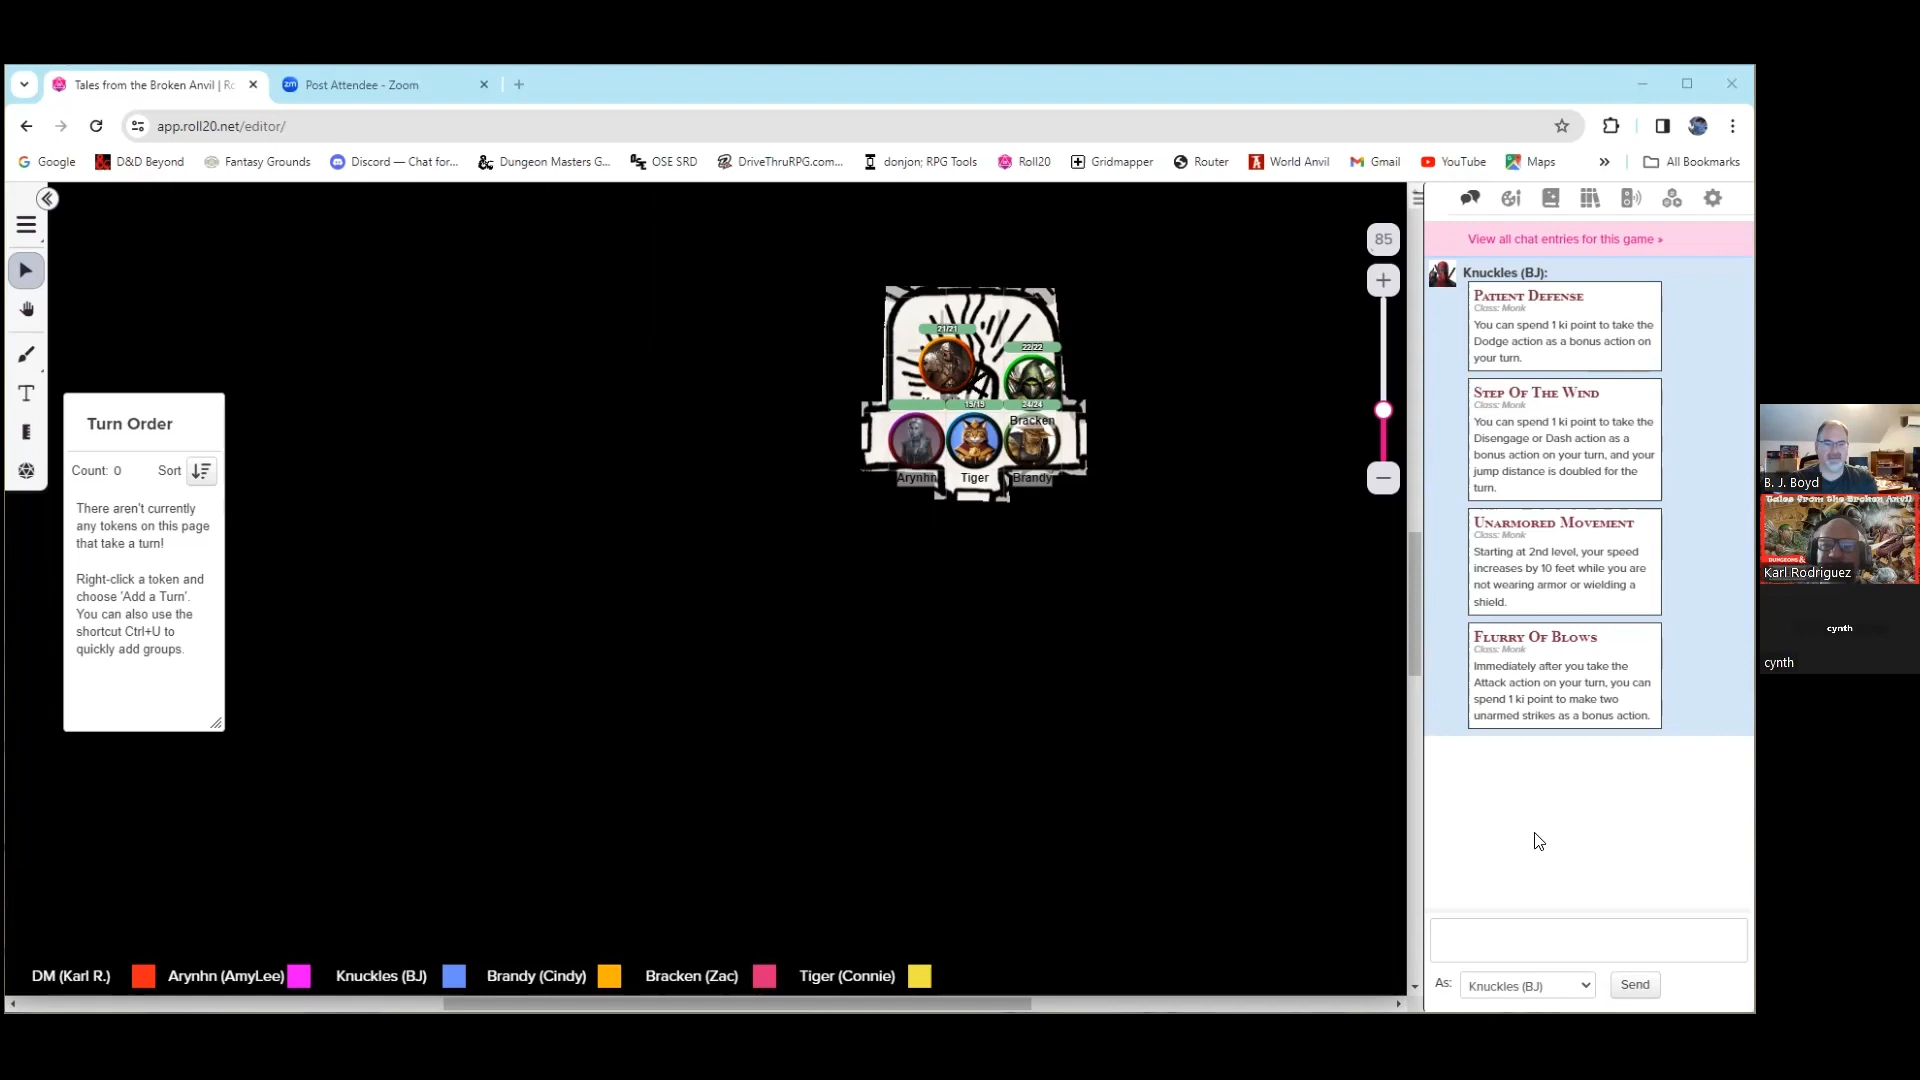 Tales from the Broken Anvil | Ro
Post Attendee - Zoom
app.roll20.net/editor/
Google
D&D Beyond
Fantasy Grounds
Discord — Chat for...
Dungeon Masters G...
OSE SRD
DriveThruRPG.com...
donjon; RPG Tools
Roll20
Gridmapper
Router
World Anvil
Gmail
YouTube
Maps
All Bookmarks
85
View all chat entries for this game »
Knuckles (BJ):
Patient Defense
Class: Monk
You can spend 1 ki point to take the
Dodge action as a bonus action on
your turn.
Step Of The Wind
Class: Monk
You can spend 1 ki point to take the
Disengage or Dash action as a
bonus action on your turn, and your
jump distance is doubled for the
turn.
Unarmored Movement
Class: Monk
Starting at 2nd level, your speed
increases by 10 feet while you are
not wearing armor or wielding a
shield.
Flurry Of Blows
Class: Monk
Immediately after you take the
Attack action on your turn, you can
spend 1 ki point to make two
unarmed strikes as a bonus action.
As:
Knuckles (BJ)
Send
Turn Order
Count: 0
Sort
There aren't currently
any tokens on this page
that take a turn!
Right-click a token and
choose 'Add a Turn'.
You can also use the
shortcut Ctrl+U to
quickly add groups.
21/21
22/22
19/19
24/24
Bracken
Arynhn
Tiger
Brandy
DM (Karl R.)
Arynhn (AmyLee)
Knuckles (BJ)
Brandy (Cindy)
Bracken (Zac)
Tiger (Connie)
B. J. Boyd
Tales from the Broken Anvil
Karl Rodriguez
cynth
cynth